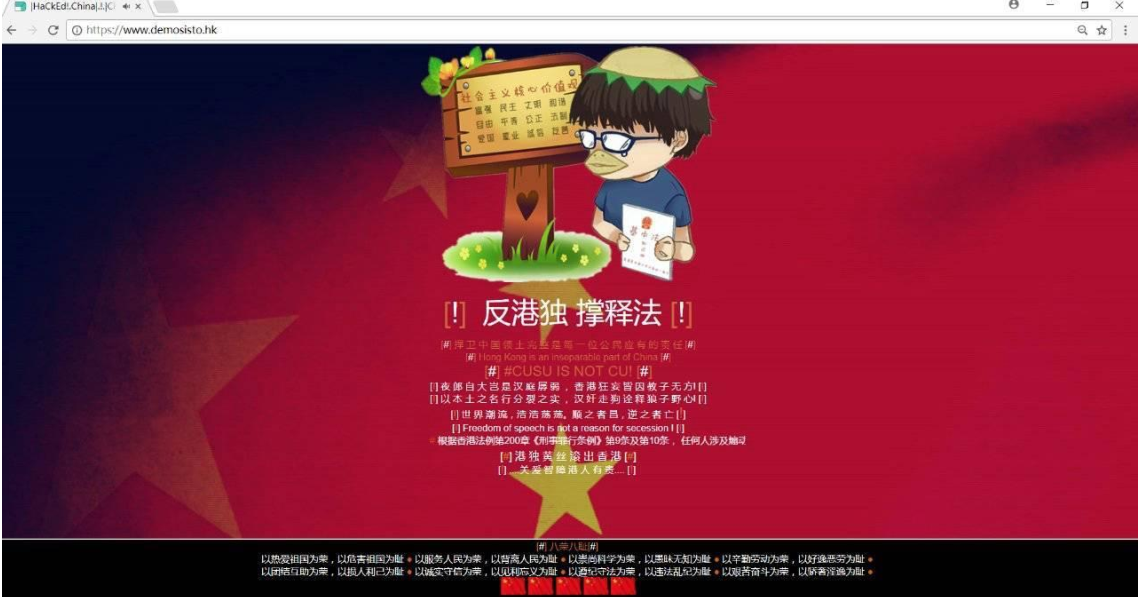 |HaCkEd!.China|.!.|C
https://www.demosisto.hk
社会主义核心价值观
富强 民主 文明 和谐
自由 平等 公正 法制
爱国 敬业 诚信 友善
基本法
[!] 反港独 撑释法 [!]
[#]捍卫中国领土完整是每一位公民应有的责任[#]
[#] Hong Kong is an inseparable part of China [#]
[#] #CUSU IS NOT CU! [#]
[!]夜郎自大岂是汉庭孱弱，香港狂妄皆因教子无方![!]
[!]以本土之名行分裂之实，汉奸走狗诠释狼子野心![!]
[!]世界潮流,浩浩荡荡。顺之者昌,逆之者亡[!]
[!] Freedom of speech is not a reason for secession ! [!]
根据香港法例第200章《刑事罪行条例》第9条及第10条，任何人涉及煽动
[#]港独黄丝滚出香港[#]
[!]....关爱智障港人有责....[!]
[#] 八荣八耻[#]
以热爱祖国为荣，以危害祖国为耻 ● 以服务人民为荣，以背离人民为耻 ● 以崇尚科学为荣，以愚昧无知为耻 ● 以辛勤劳动为荣，以好逸恶劳为耻 ●
以团结互助为荣，以损人利己为耻 ● 以诚实守信为荣，以见利忘义为耻 ● 以遵纪守法为荣，以违法乱纪为耻 ● 以艰苦奋斗为荣，以骄奢淫逸为耻 ●